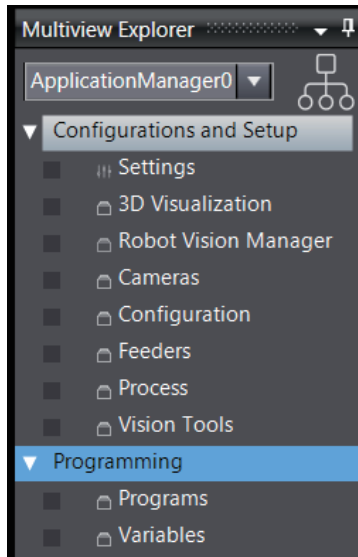 Multiview Explorer
ApplicationManager0
Configurations and Setup
Settings
3D Visualization
Robot Vision Manager
Cameras
Configuration
Feeders
Process
Vision Tools
Programming
Programs
Variables